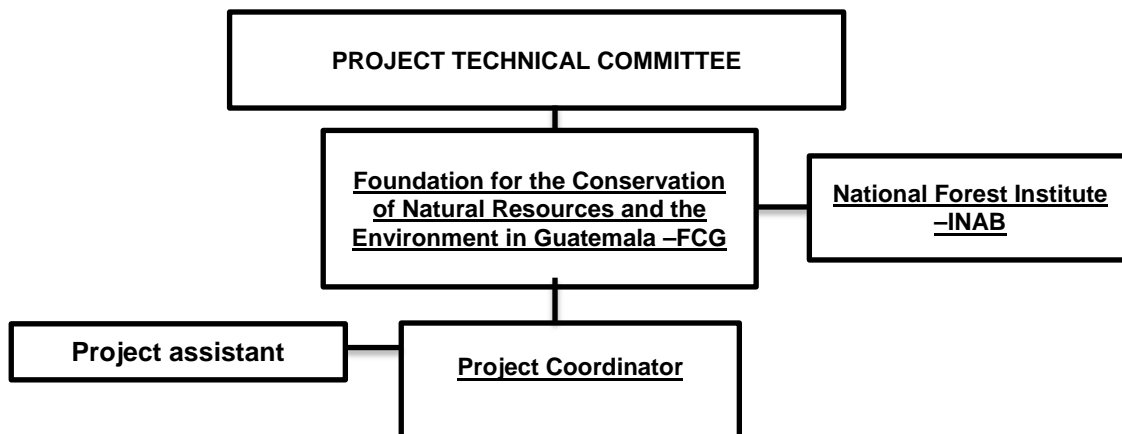 PROJECT TECHNICAL COMMITTEE
Foundation for the Conservation
of Natural Resources and the
Environment in Guatemala –FCG
National Forest Institute
–INAB
Project assistant
Project Coordinator